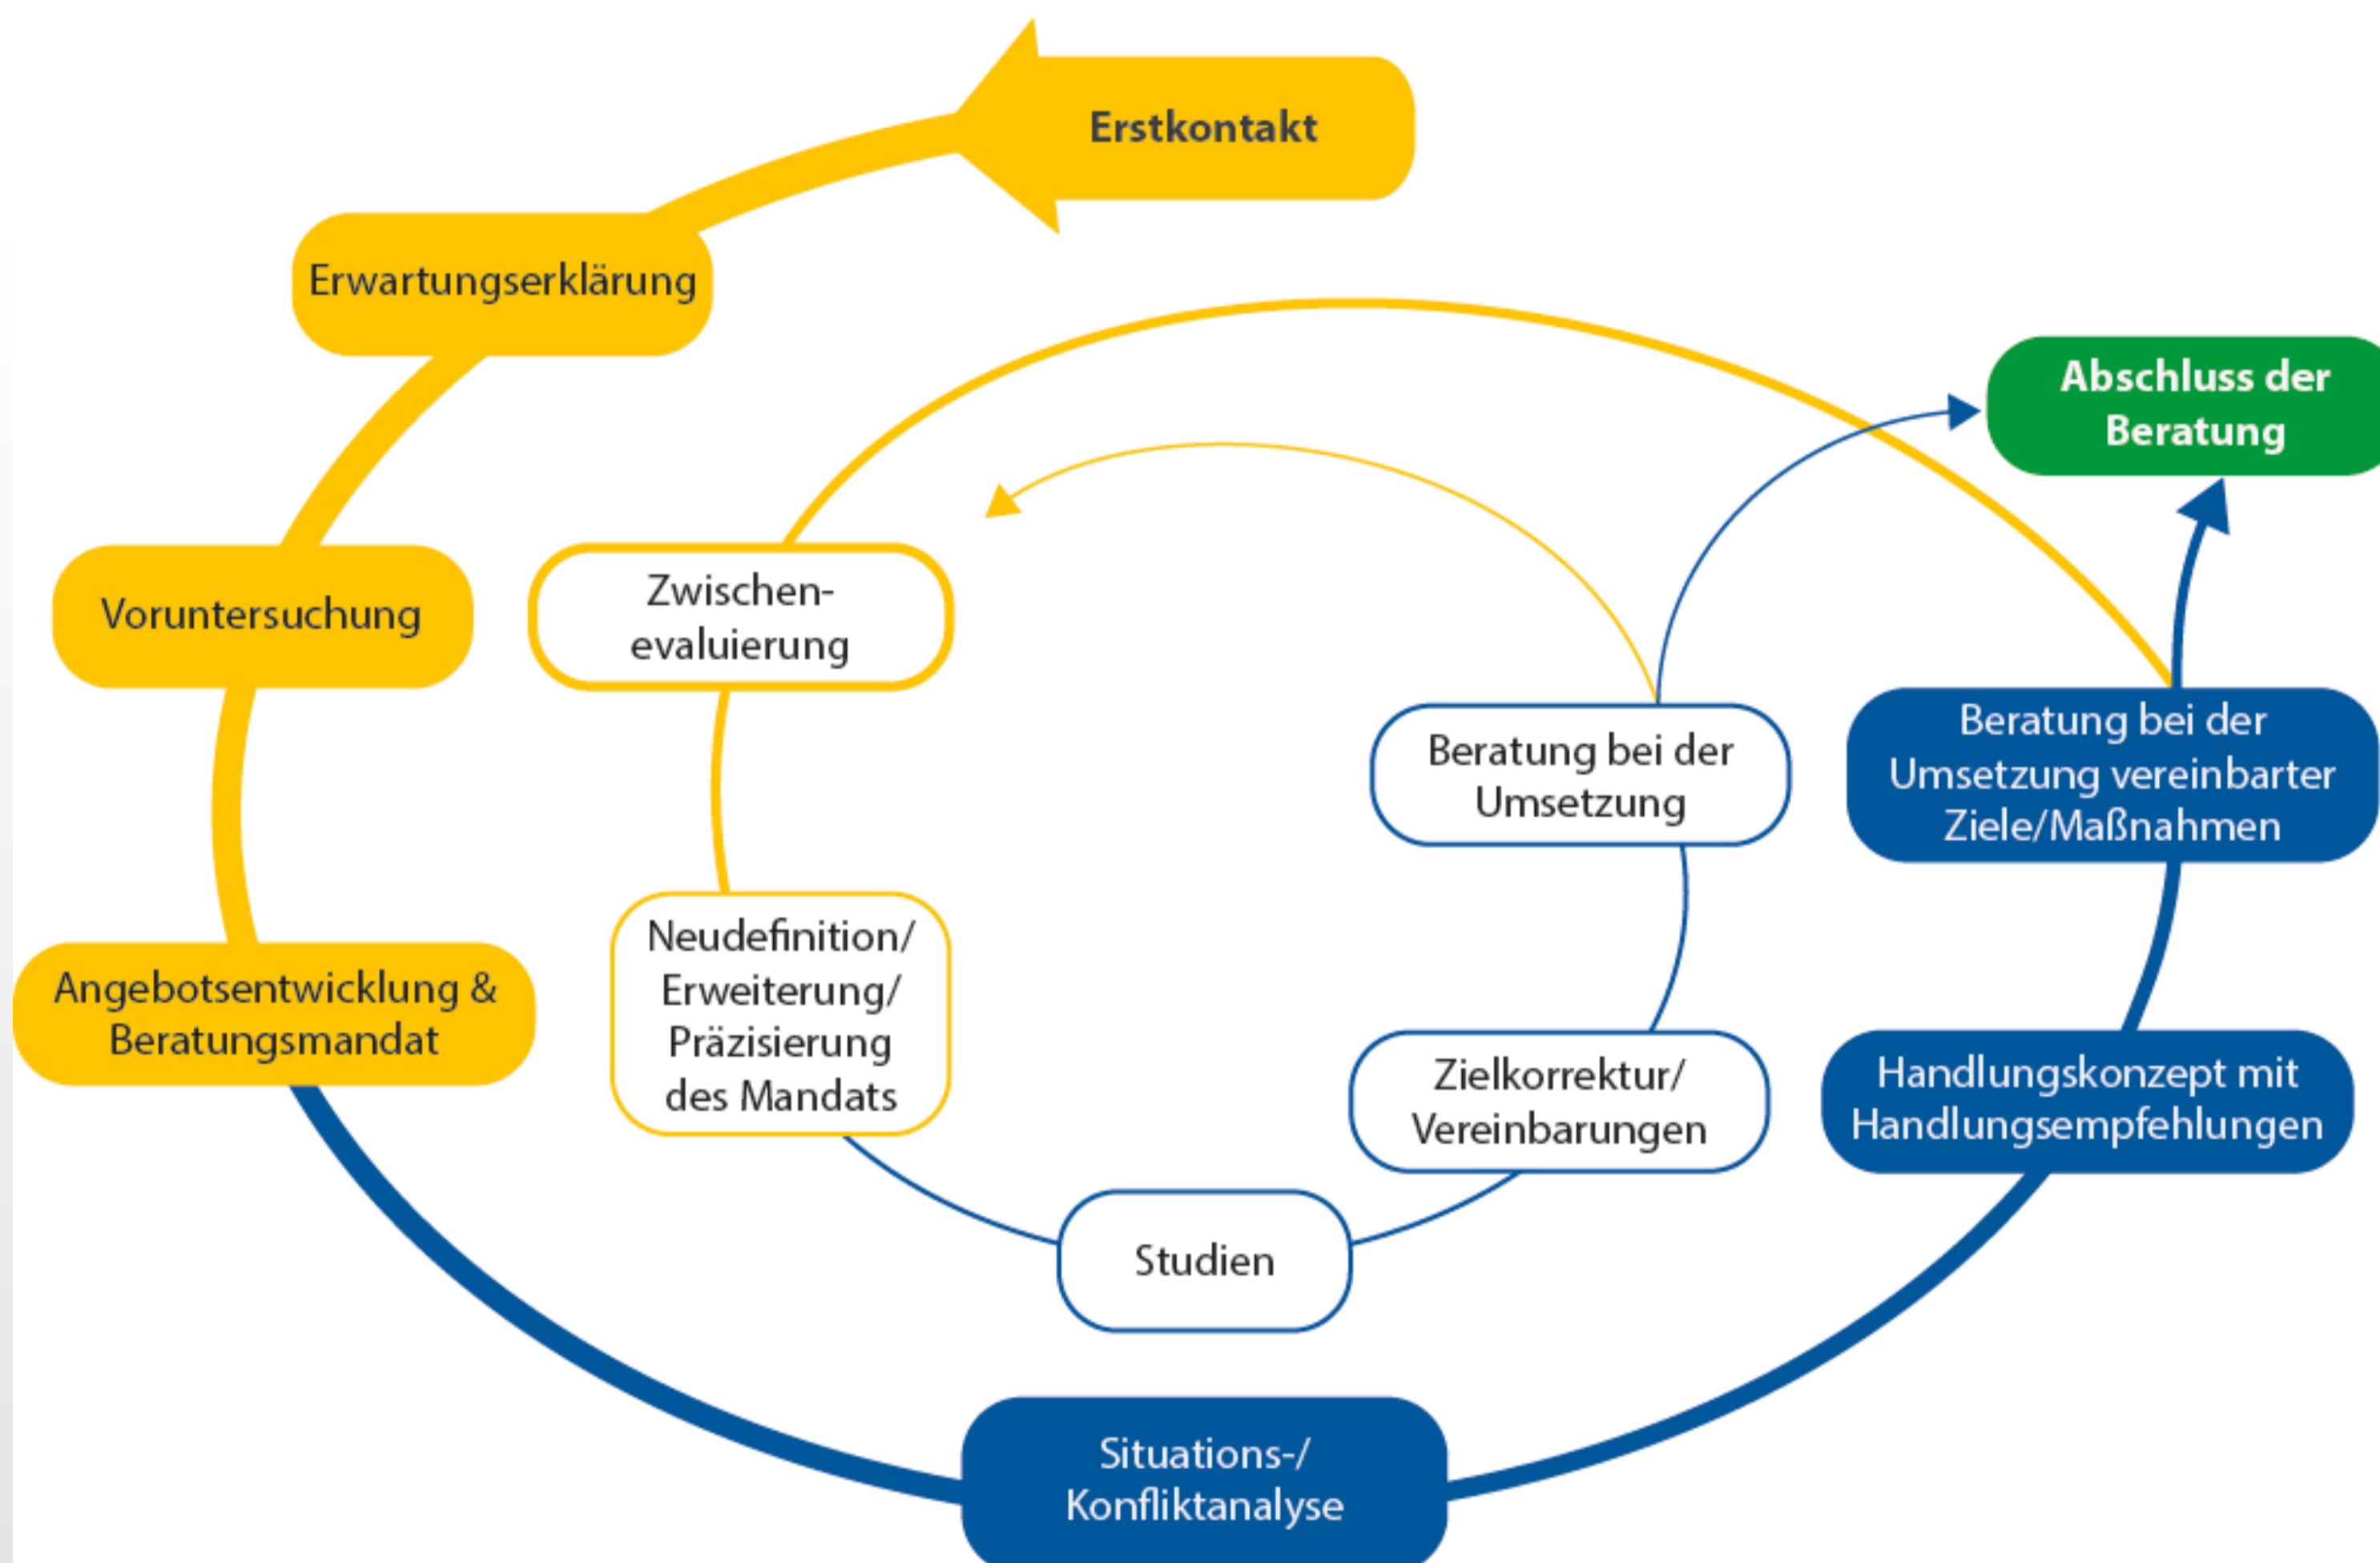 Erstkontakt
Erwartungserklärung
Voruntersuchung
Angebotsentwicklung &
Beratungsmandat
Situations-/
Konfliktanalyse
Handlungskonzept mit
Handlungsempfehlungen
Beratung bei der
Umsetzung vereinbarter
Ziele/Maßnahmen
Abschluss der
Beratung
Zwischen-
evaluierung
Neudefinition/
Erweiterung/
Präzisierung
des Mandats
Studien
Zielkorrektur/
Vereinbarungen
Beratung bei der
Umsetzung